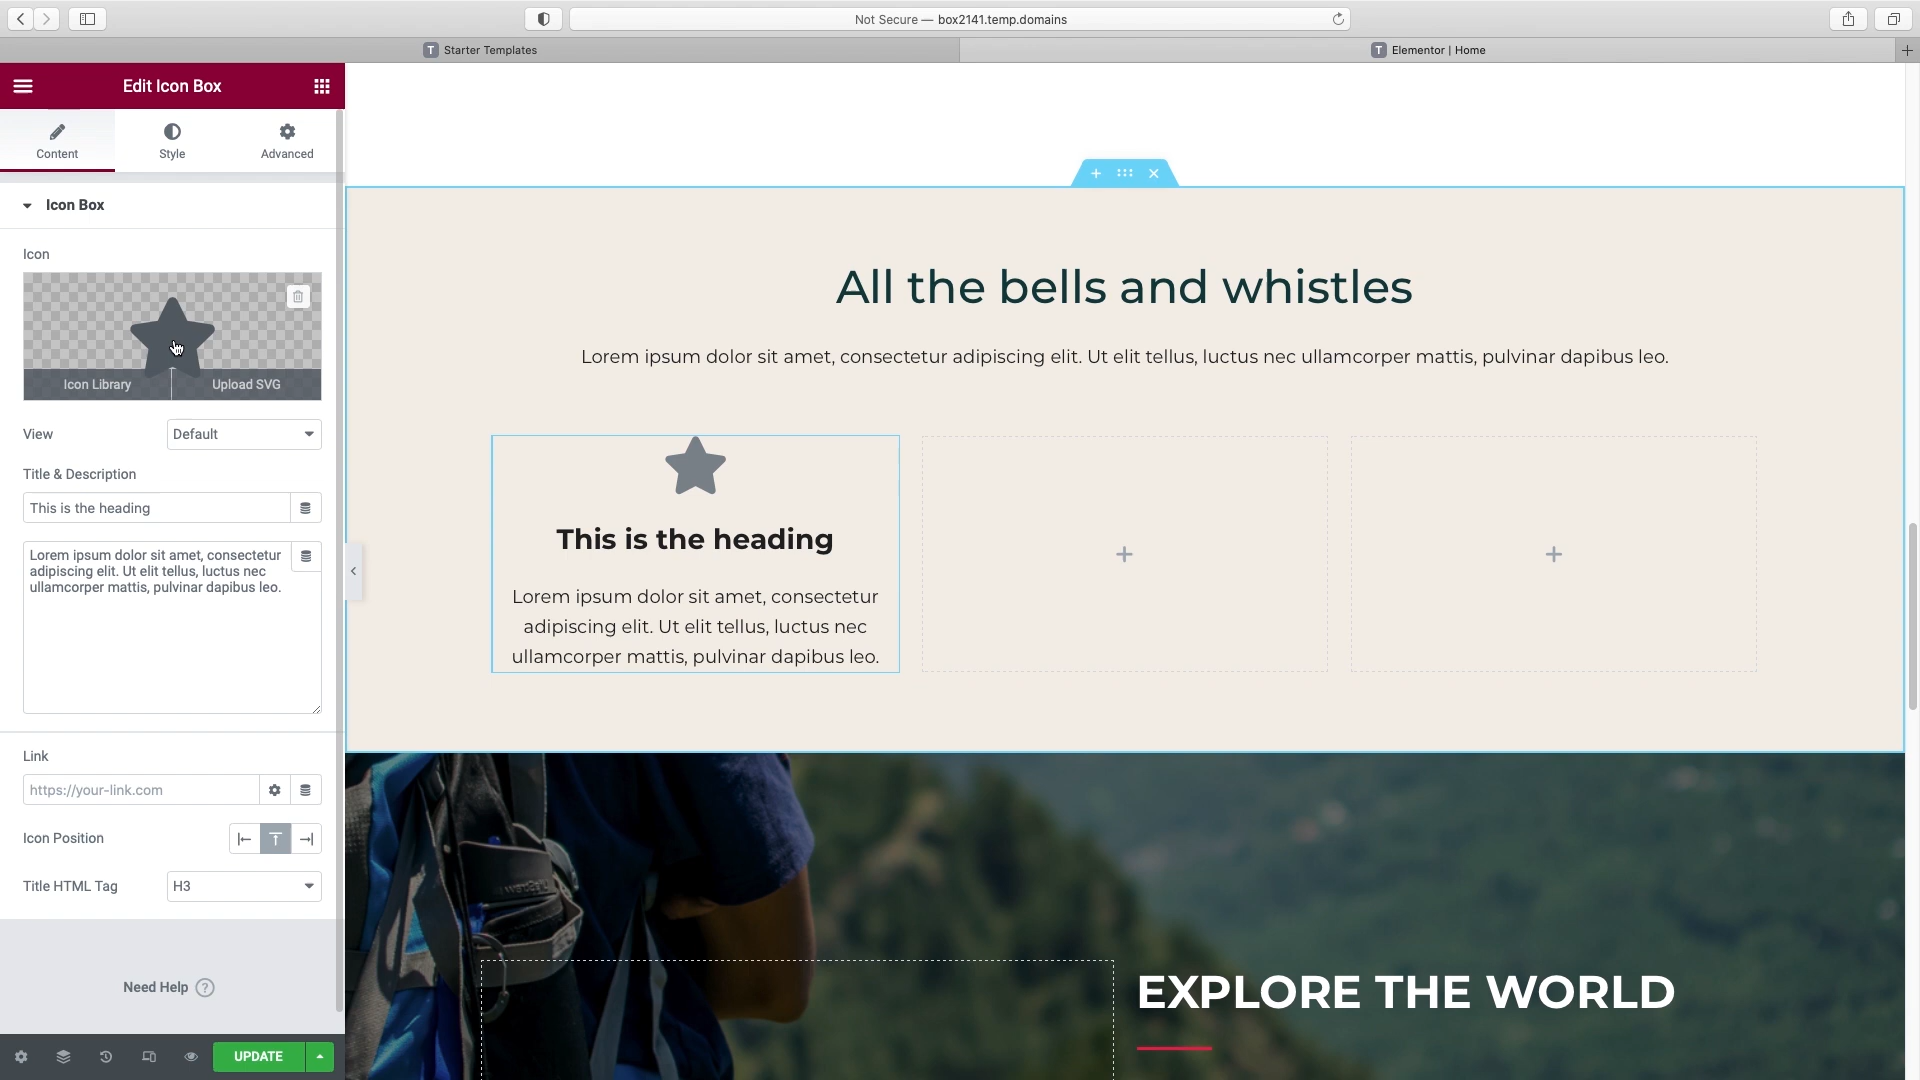 Not Secure — box2141.temp.domains
T Starter Templates
T Elementor | Home
Edit Icon Box
Content
Style
Advanced
Icon Box
Icon
Icon Library
Upload SVG
View
Default
Title & Description
This is the heading
Lorem ipsum dolor sit amet, consectetur
adipiscing elit. Ut elit tellus, luctus nec
ullamcorper mattis, pulvinar dapibus leo.
Link
https://your-link.com
Icon Position
Title HTML Tag
H3
Need Help ?
UPDATE
All the bells and whistles
Lorem ipsum dolor sit amet, consectetur adipiscing elit. Ut elit tellus, luctus nec ullamcorper mattis, pulvinar dapibus leo.
This is the heading
Lorem ipsum dolor sit amet, consectetur
adipiscing elit. Ut elit tellus, luctus nec
ullamcorper mattis, pulvinar dapibus leo.
EXPLORE THE WORLD